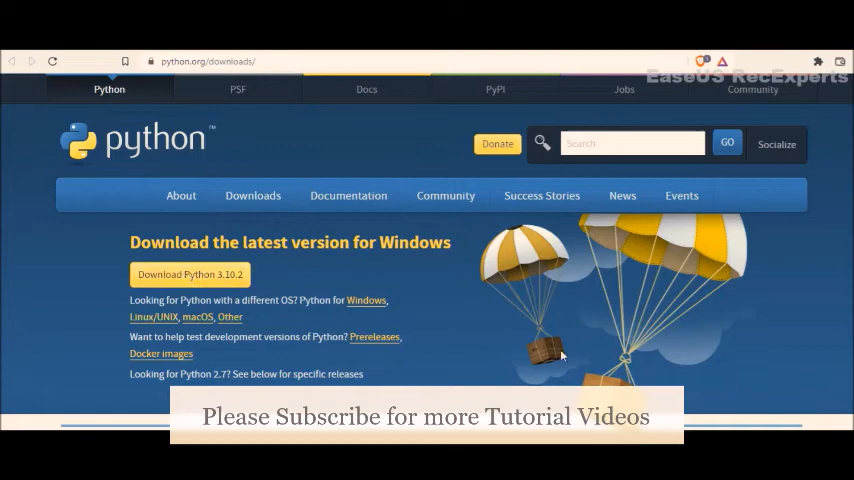 python.org/downloads/
EaseUS RecExperts
Python
PSF
Docs
PyPI
Jobs
Community
python™
Donate
Search
GO
Socialize
About
Downloads
Documentation
Community
Success Stories
News
Events
Download the latest version for Windows
Download Python 3.10.2
Looking for Python with a different OS? Python for Windows,
Linux/UNIX, macOS, Other
Want to help test development versions of Python? Prereleases,
Docker images
Looking for Python 2.7? See below for specific releases
Please Subscribe for more Tutorial Videos